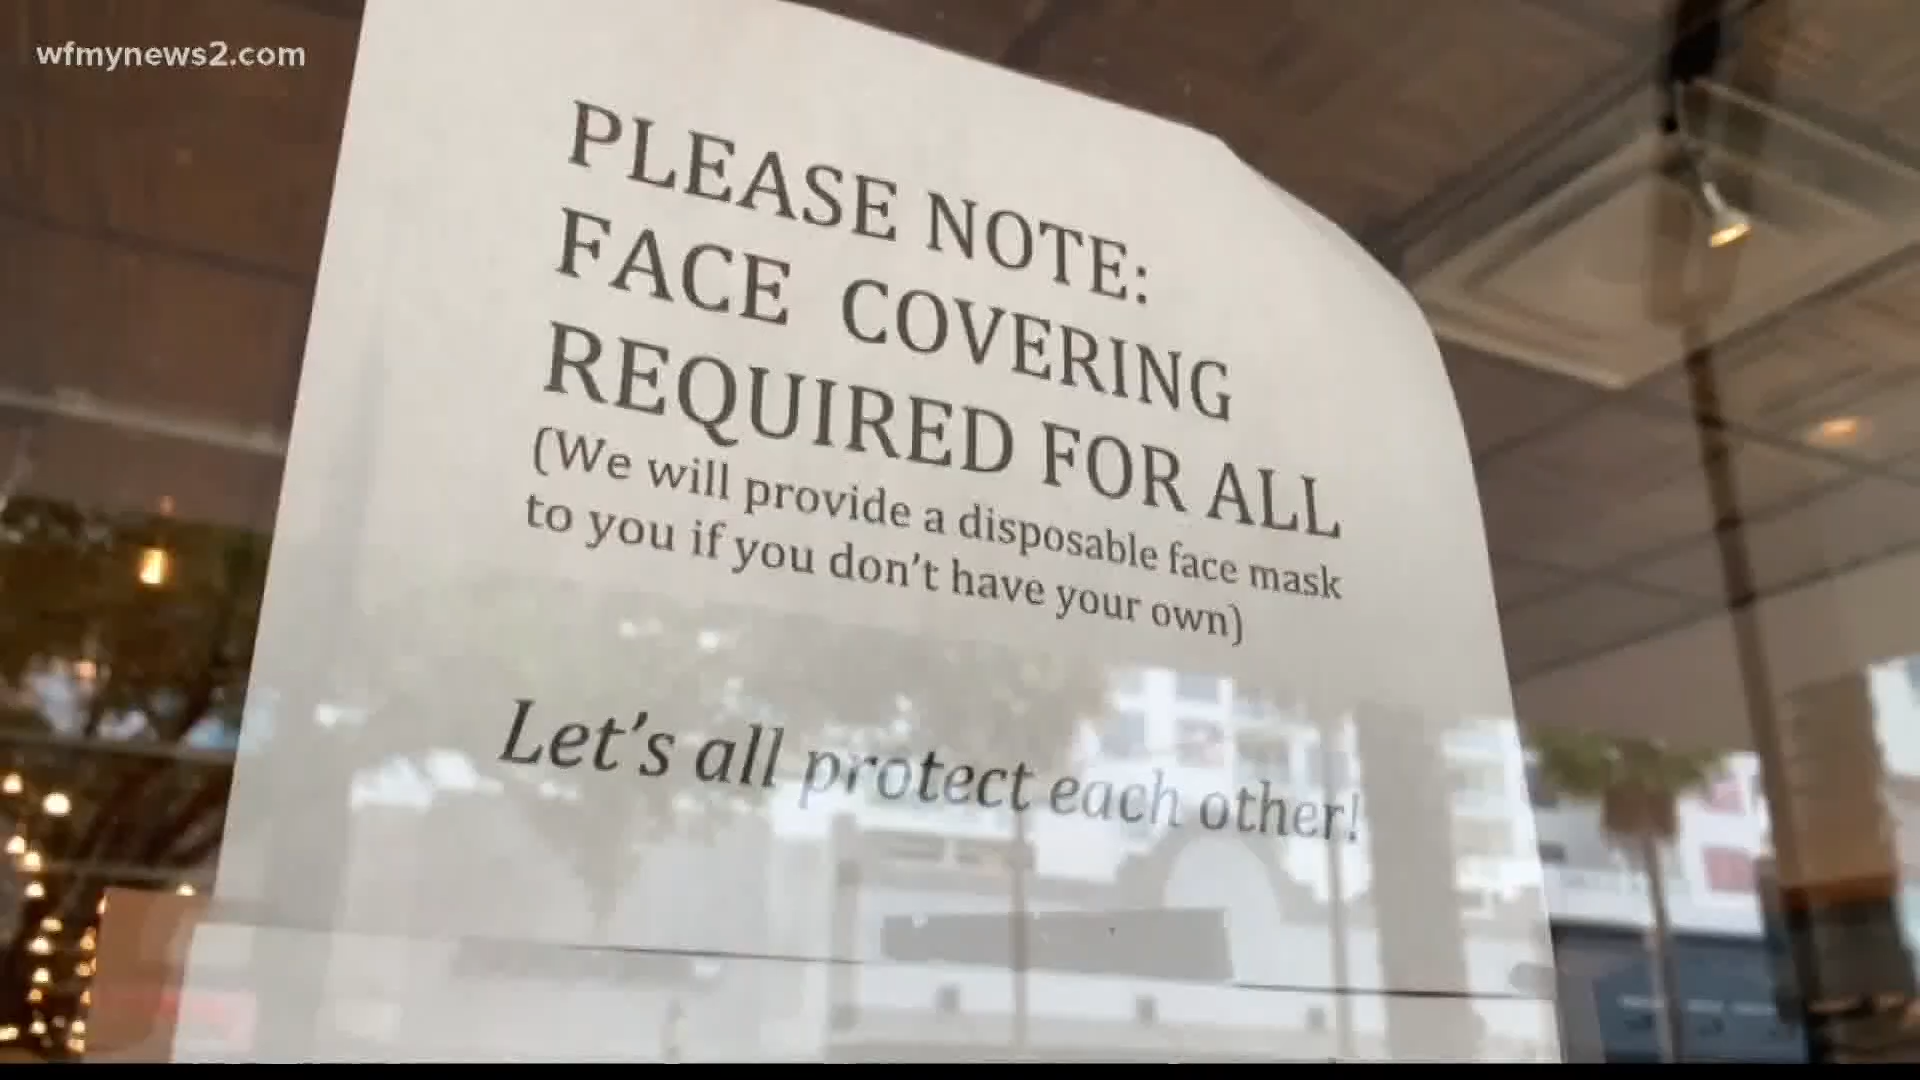 wfmynews2.com
PLEASE NOTE:
FACE COVERING
REQUIRED FOR ALL
(We will provide a disposable face mask
to you if you don't have your own)
Let's all protect each other!